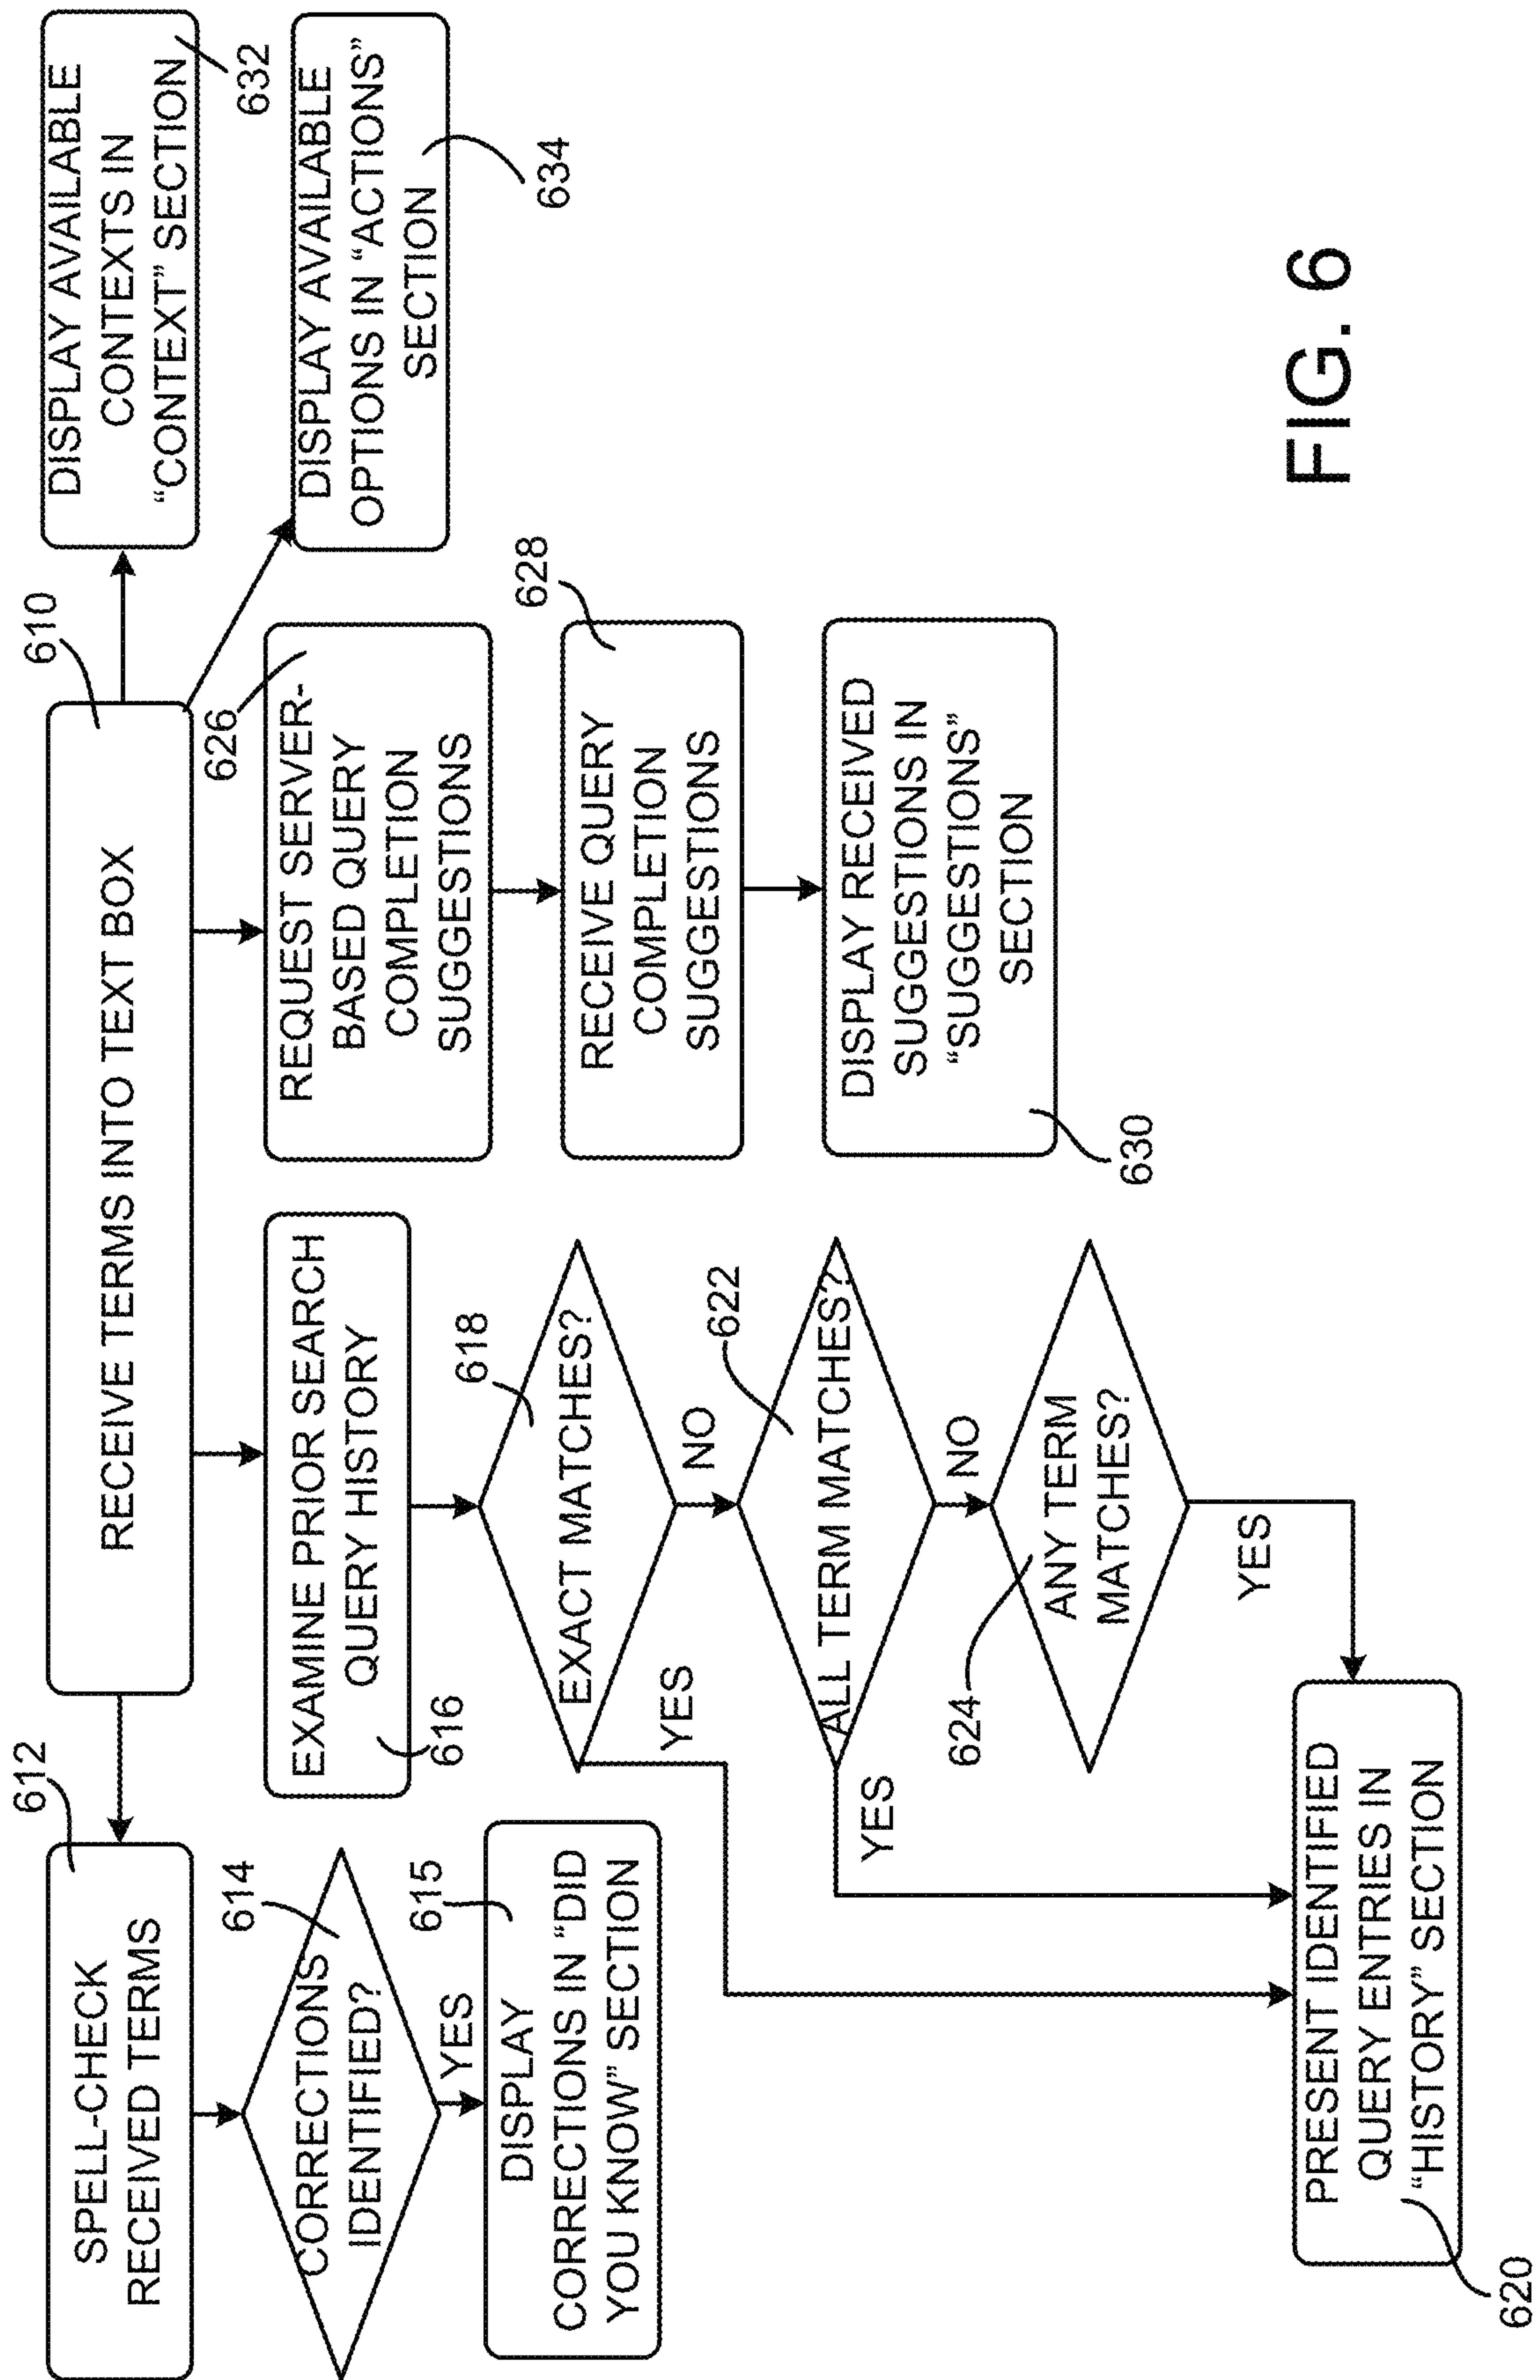 612
610
SPELL-CHECK
RECEIVED TERMS
RECEIVE TERMS INTO TEXT BOX
DISPLAY AVAILABLE
CONTEXTS IN
“CONTEXT” SECTION
632
614
CORRECTIONS
IDENTIFIED?
YES
615
DISPLAY
CORRECTIONS IN “DID
YOU KNOW” SECTION
EXAMINE PRIOR SEARCH
QUERY HISTORY
616
618
EXACT MATCHES?
YES
NO
622
ALL TERM MATCHES?
YES
NO
624
ANY TERM
MATCHES?
YES
PRESENT IDENTIFIED
QUERY ENTRIES IN
“HISTORY” SECTION
620
626
REQUEST SERVER-
BASED QUERY
COMPLETION
SUGGESTIONS
628
RECEIVE QUERY
COMPLETION
SUGGESTIONS
DISPLAY RECEIVED
SUGGESTIONS IN
“SUGGESTIONS”
SECTION
630
DISPLAY AVAILABLE
OPTIONS IN “ACTIONS”
SECTION
634
FIG. 6